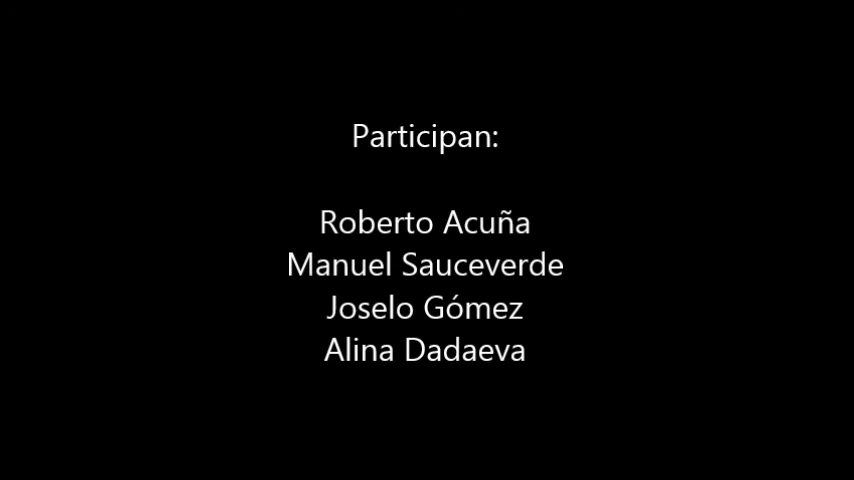 Participan:
Roberto Acuña
Manuel Sauceverde
Joselo Gómez
Alina Dadaeva